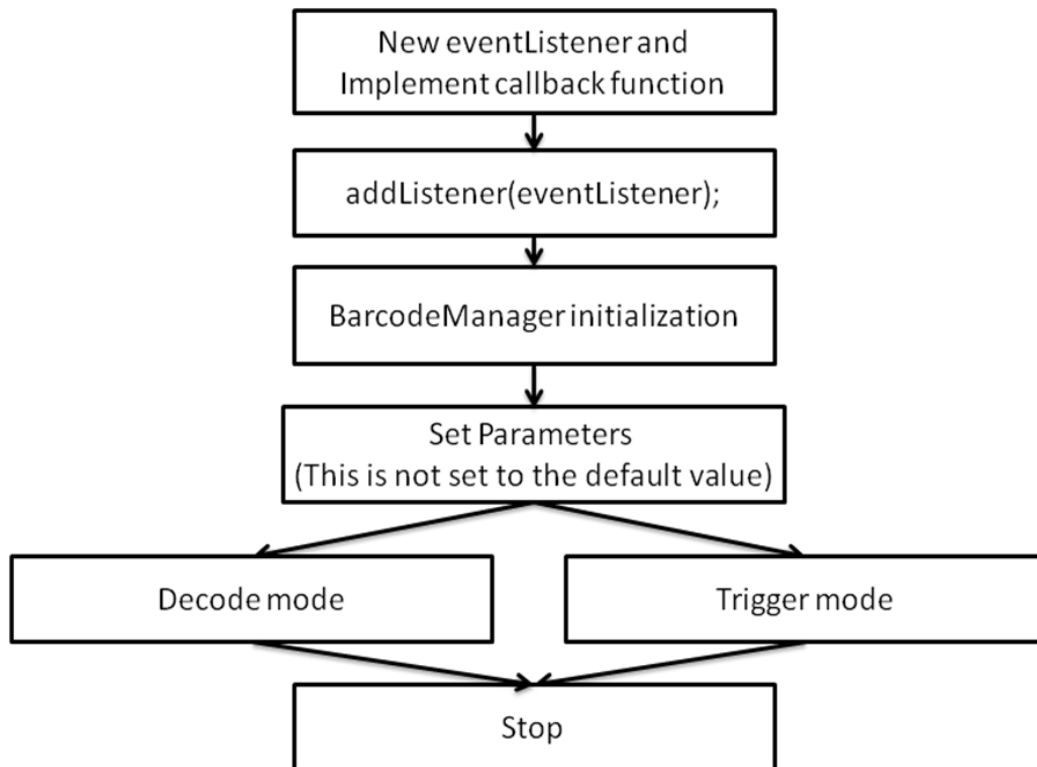 New eventListener and
Implement callback function
addListener(eventListener);
BarcodeManager initialization
Set Parameters
(This is not set to the default value)
Decode mode
Trigger mode
Stop